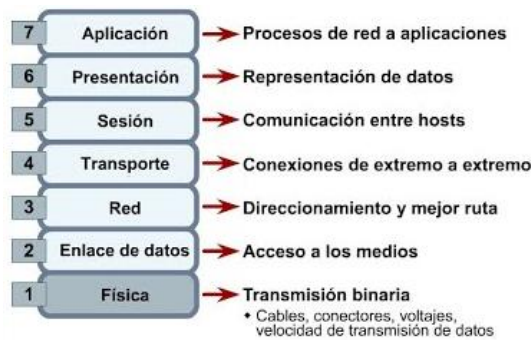 7 Aplicación Procesos de red a aplicaciones
6 Presentación Representación de datos
5 Sesión Comunicación entre hosts
4 Transporte Conexiones de extremo a extremo
3 Red Direccionamiento y mejor ruta
2 Enlace de datos Acceso a los medios
1 Física Transmisión binaria
• Cables, conectores, voltajes,
velocidad de transmisión de datos